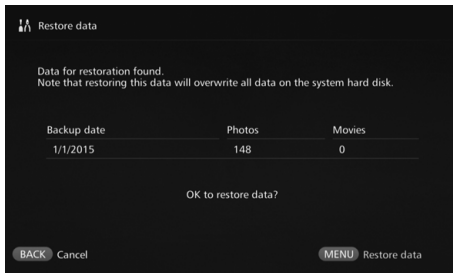 Restore data
Data for restoration found.
Note that restoring this data will overwrite all data on the system hard disk.
Backup date Photos Movies
1/1/2015 148 0
OK to restore data?
BACK Cancel MENU Restore data